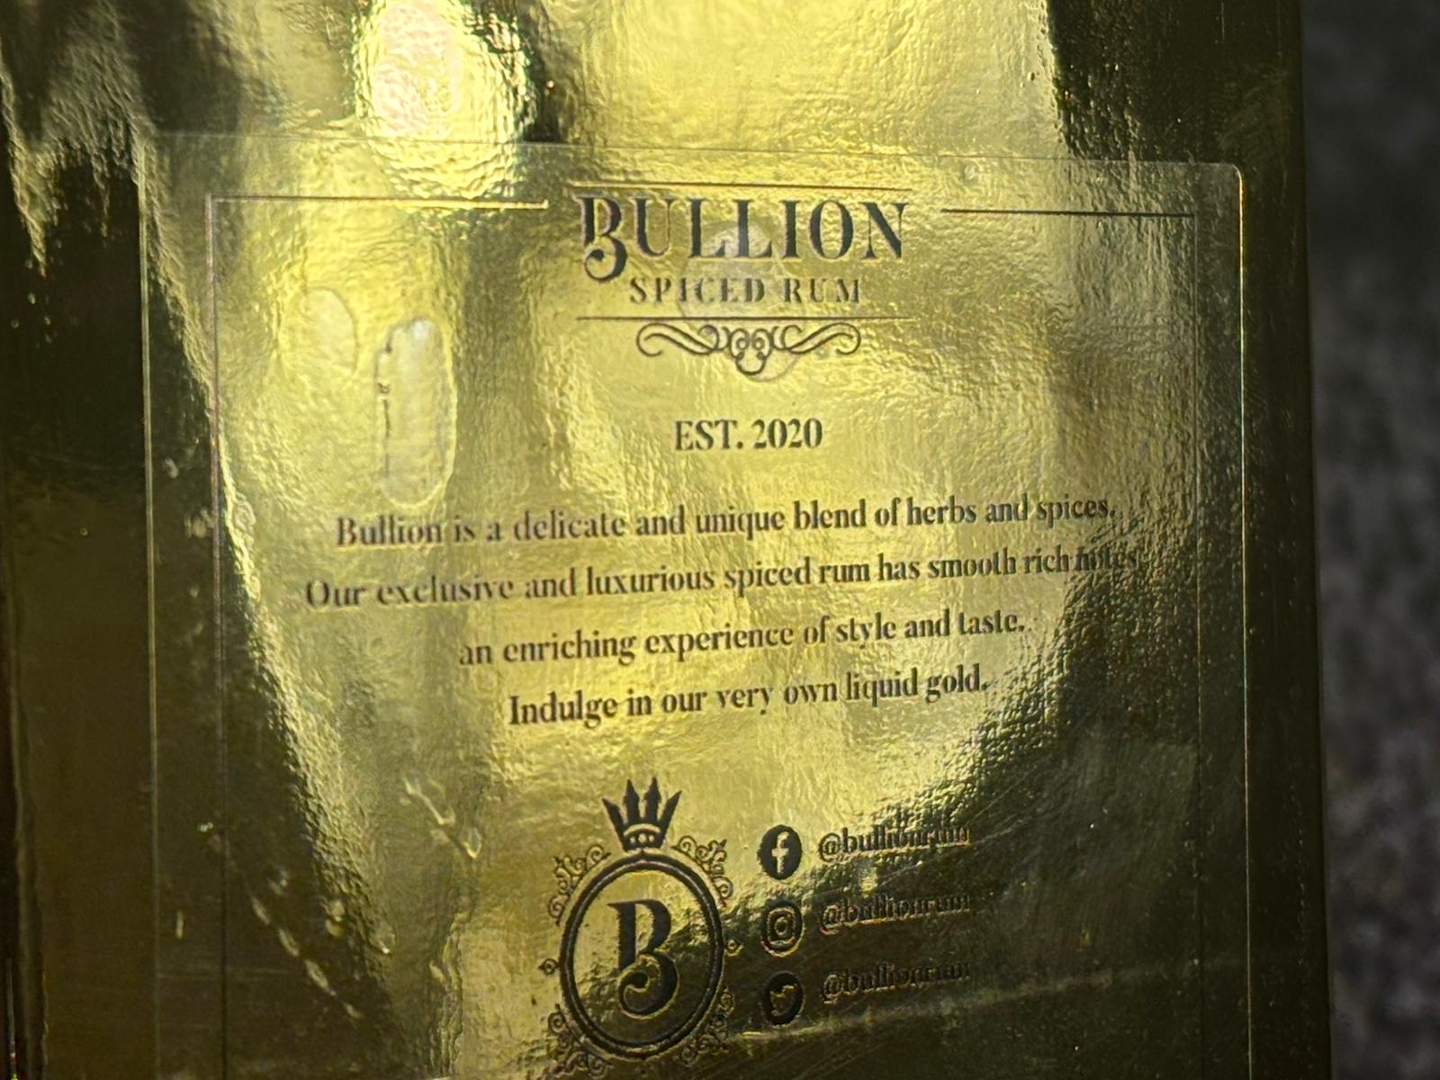 BULLION
SPICED RUM
EST. 2020
Bullion is a delicate and unique blend of herbs and spices.
Our exclusive and luxurious spiced rum has smooth rich notes
an enriching experience of style and taste.
Indulge in our very own liquid gold.
B
@bullionrum
@bullionrum
@bullionrum